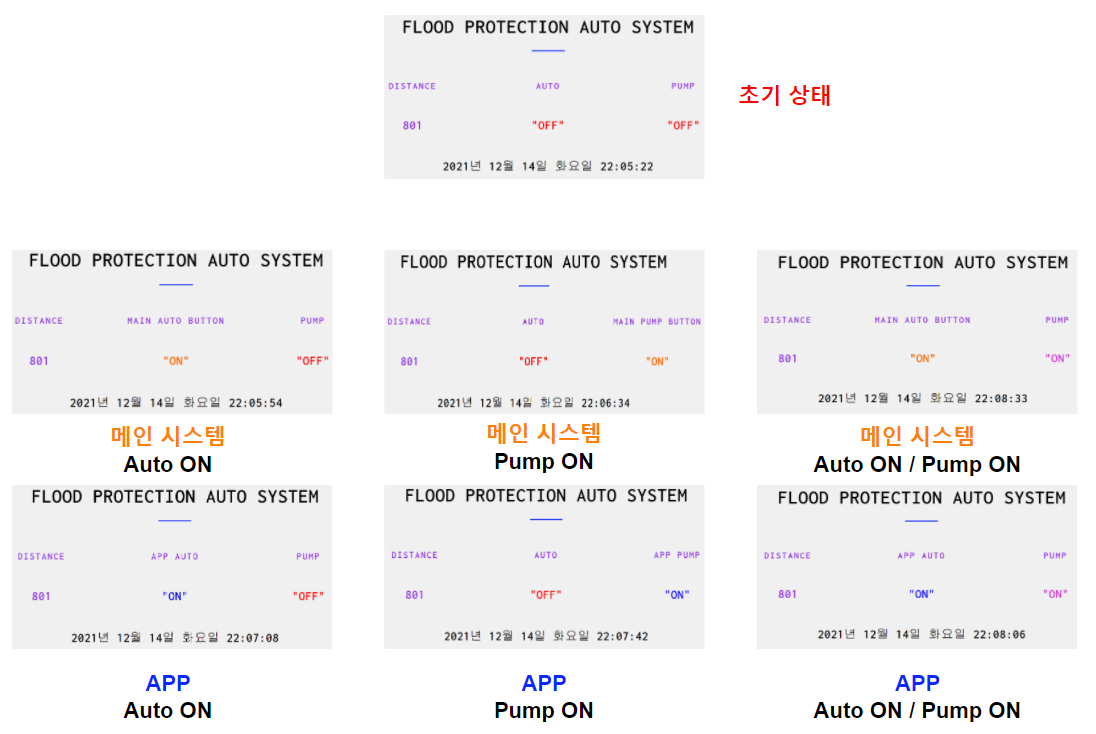 FLOOD PROTECTION AUTO SYSTEM
DISTANCE AUTO PUMP
801 "OFF" "OFF"
2021년 12월 14일 화요일 22:05:22
초기 상태
FLOOD PROTECTION AUTO SYSTEM
DISTANCE MAIN AUTO BUTTON PUMP
801 "ON" "OFF"
2021년 12월 14일 화요일 22:05:54
메인 시스템
Auto ON
FLOOD PROTECTION AUTO SYSTEM
DISTANCE AUTO MAIN PUMP BUTTON
801 "OFF" "ON"
2021년 12월 14일 화요일 22:06:34
메인 시스템
Pump ON
FLOOD PROTECTION AUTO SYSTEM
DISTANCE MAIN AUTO BUTTON PUMP
801 "ON" "ON"
2021년 12월 14일 화요일 22:08:33
메인 시스템
Auto ON / Pump ON
FLOOD PROTECTION AUTO SYSTEM
DISTANCE APP AUTO PUMP
801 "ON" "OFF"
2021년 12월 14일 화요일 22:07:08
APP
Auto ON
FLOOD PROTECTION AUTO SYSTEM
DISTANCE AUTO APP PUMP
801 "OFF" "ON"
2021년 12월 14일 화요일 22:07:42
APP
Pump ON
FLOOD PROTECTION AUTO SYSTEM
DISTANCE APP AUTO PUMP
801 "ON" "ON"
2021년 12월 14일 화요일 22:08:06
APP
Auto ON / Pump ON